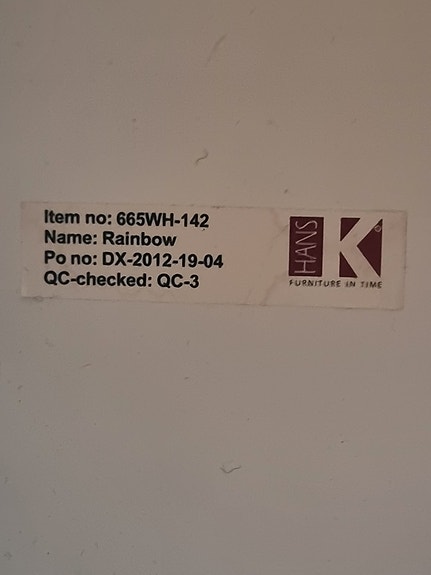 Item no: 665WH-142
Name: Rainbow
Po no: DX-2012-19-04
QC-checked: QC-3
HANS K
FURNITURE IN TIME